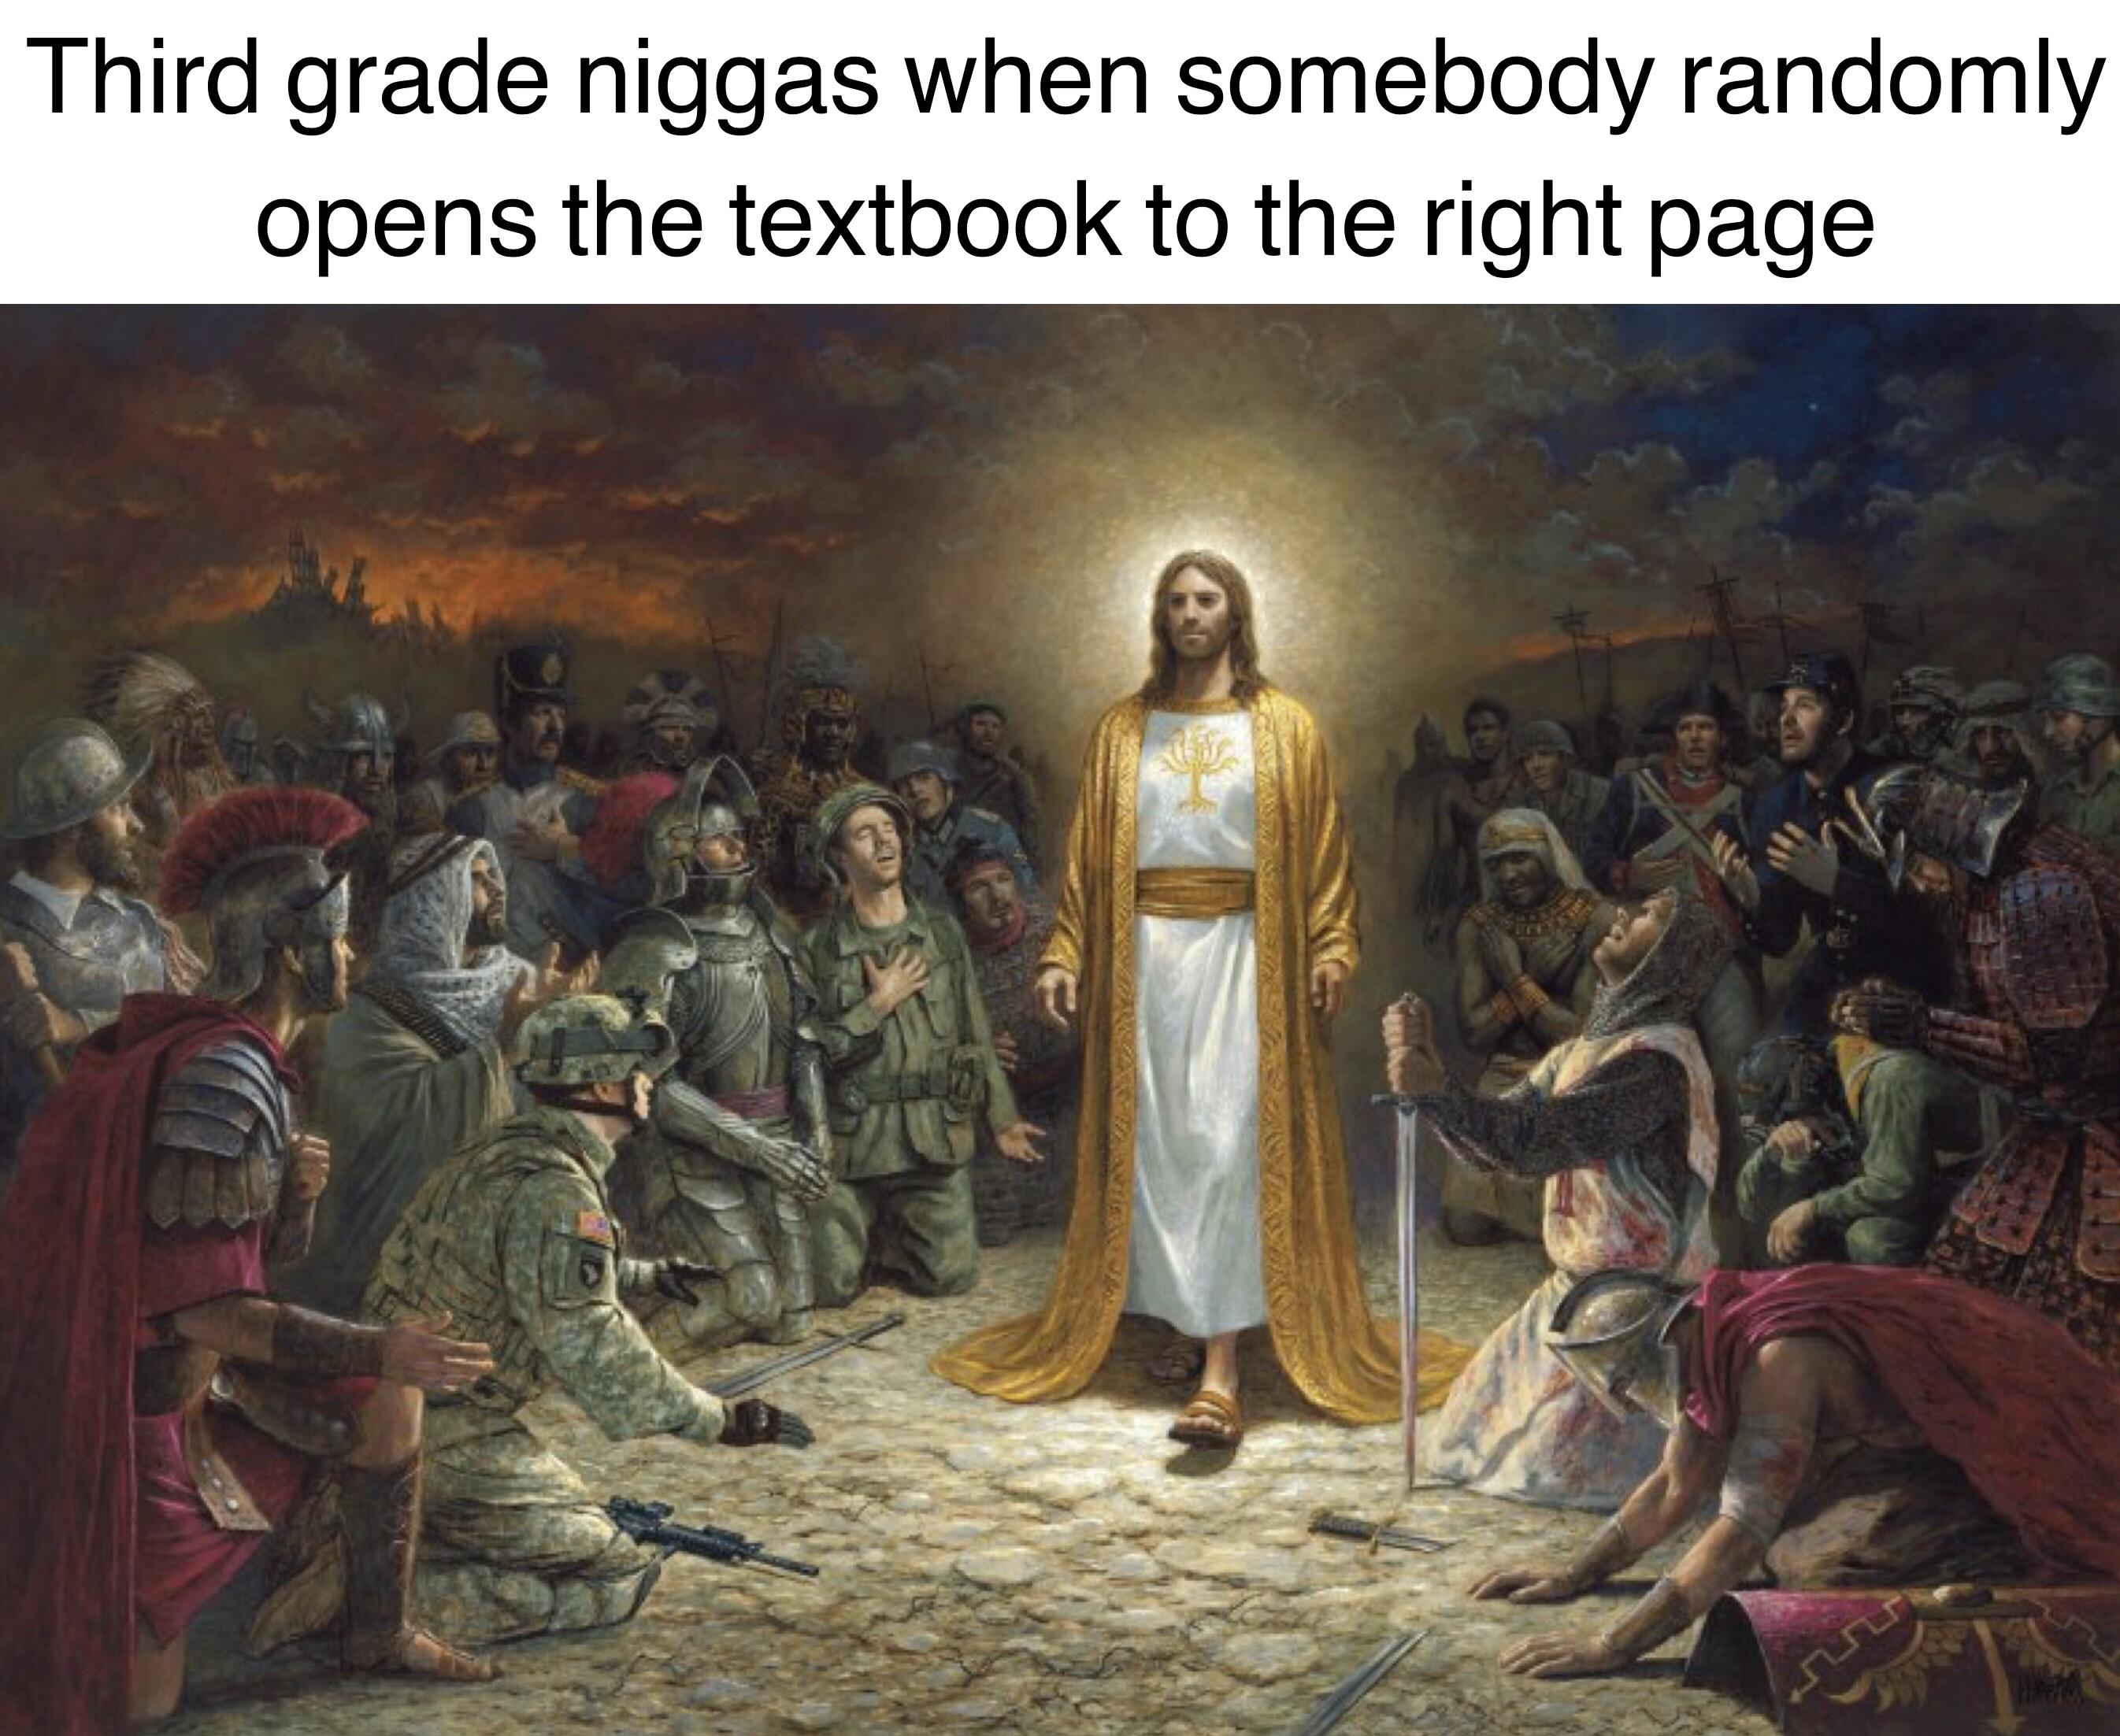 Third grade niggas when somebody randomly
opens the textbook to the right page